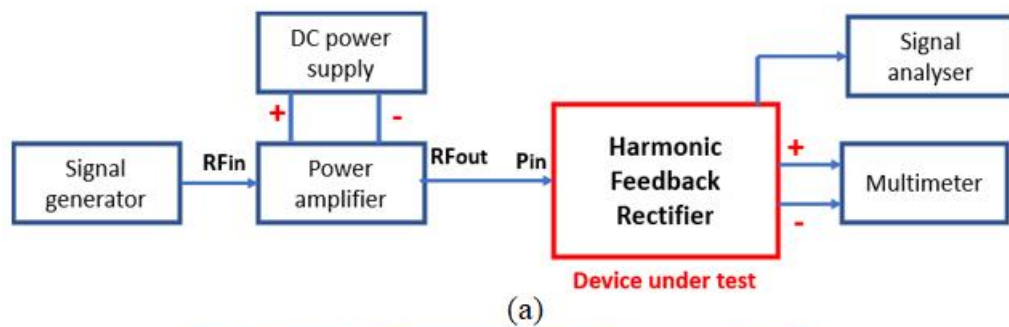 DC power
supply
Signal
analyser
+
-
Signal
generator
RFin
Power
amplifier
RFout
Pin
Harmonic
Feedback
Rectifier
+
-
Multimeter
Device under test
(a)